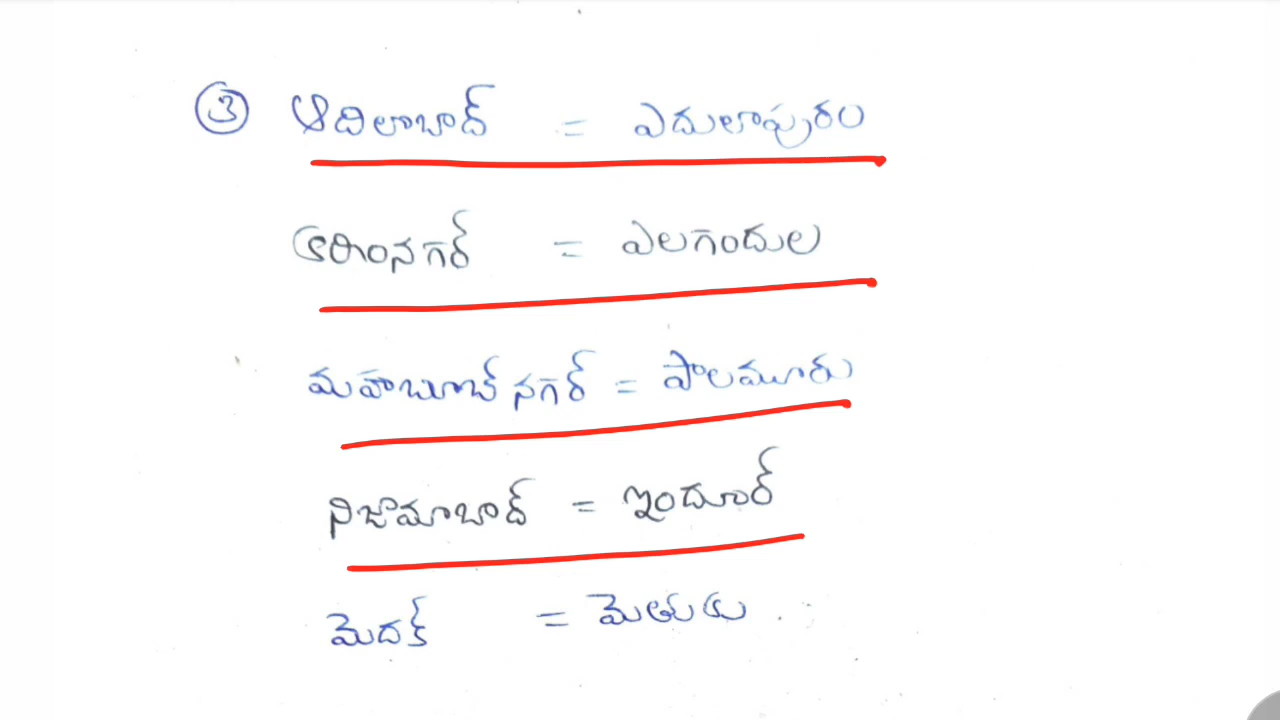 ③ ఆదిలాబాద్ = ఎదులాపురం
కరీంనగర్ = ఎలగందుల
మహబూబ్ నగర్ = పాలమూరు
నిజామాబాద్ = ఇందూర్
మెదక్ = మెతుకు .